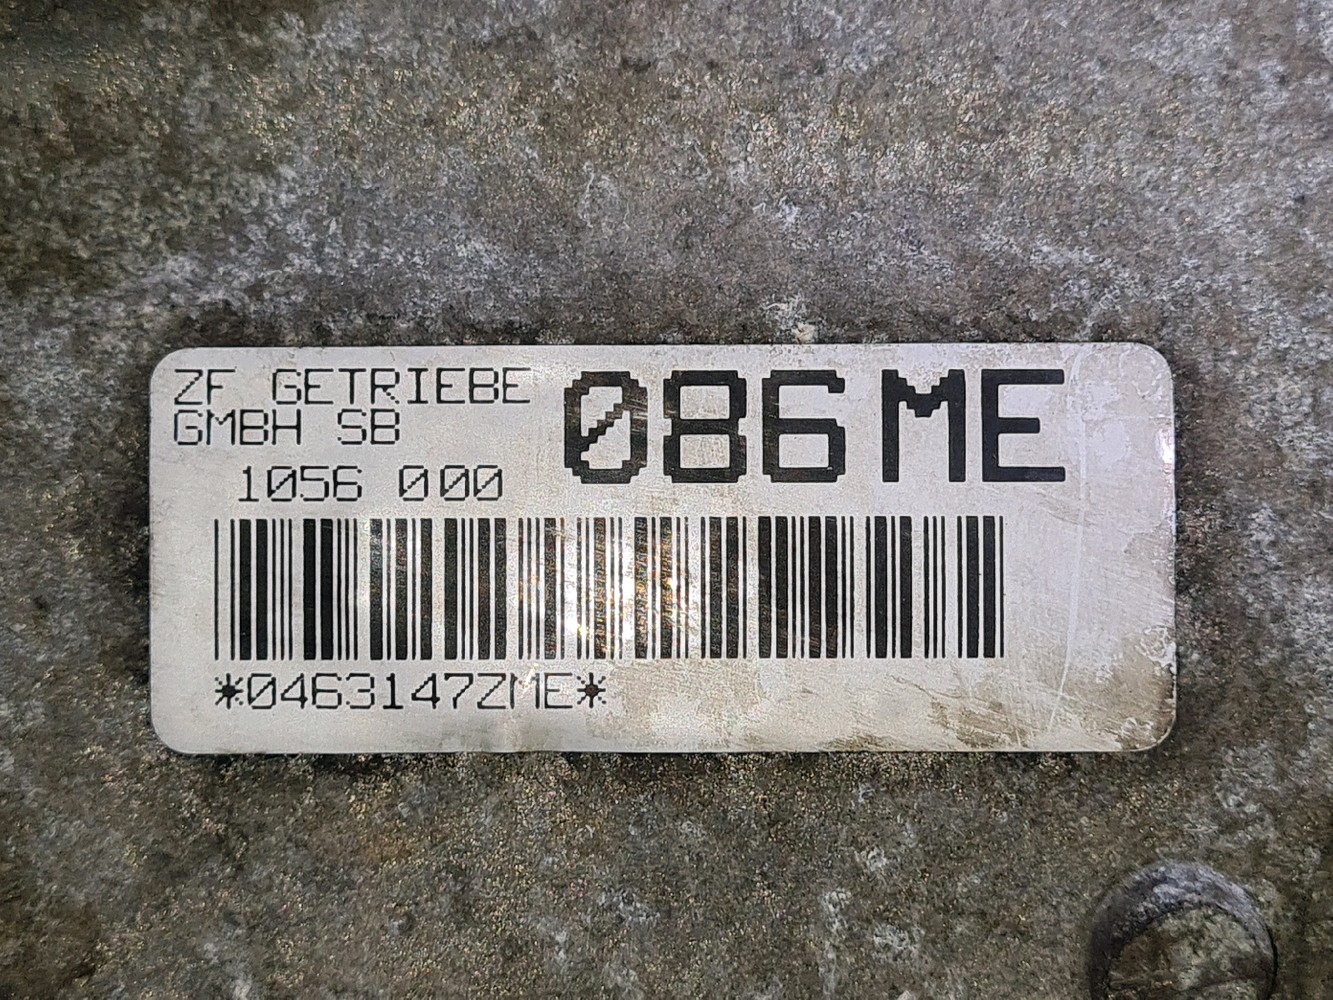 ZF GETRIEBE
GMBH SB
086ME
1056 000
*0463147ZME*